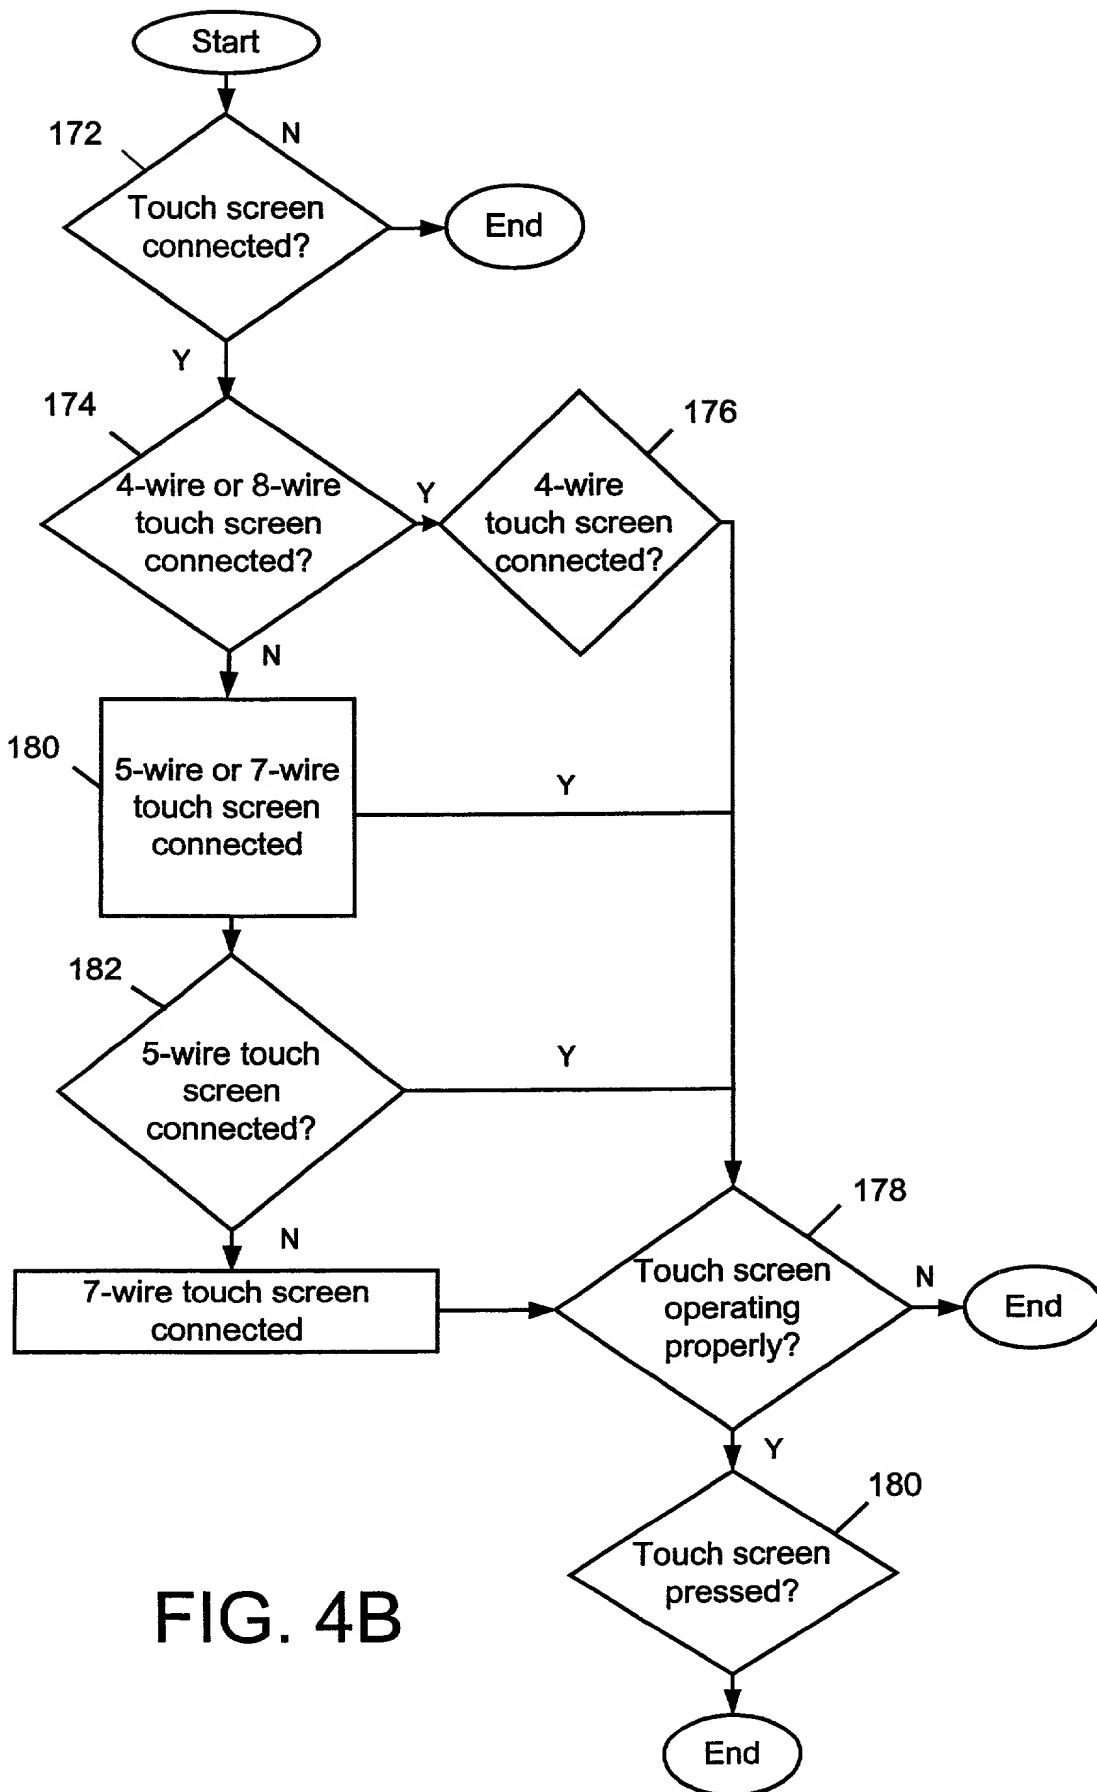 Start
172
N
Touch screen
connected?
End
Y
174
176
4-wire or 8-wire
touch screen
connected?
Y
4-wire
touch screen
connected?
N
180
5-wire or 7-wire
touch screen
connected
Y
182
5-wire touch
screen
connected?
Y
178
N
7-wire touch screen
connected
Touch screen
operating
properly?
N
End
Y
180
Touch screen
pressed?
FIG. 4B
End